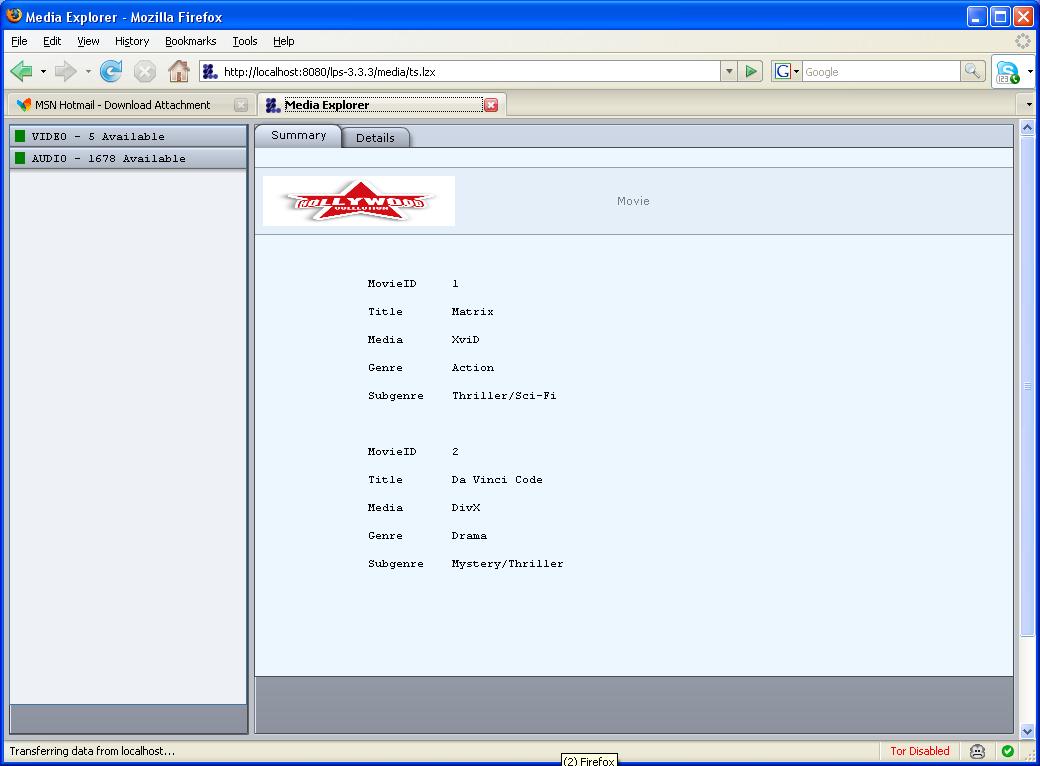 Media Explorer - Mozilla Firefox
File Edit View History Bookmarks Tools Help
http://localhost:8080/lps-3.3.3/media/ts.lzx
G
Google
S
123
MSN Hotmail - Download Attachment
Media Explorer
VIDEO - 5 Available
AUDIO - 1678 Available
Summary
Details
HOLLYWOOD
COLLECTION
Movie
MovieID 1
Title Matrix
Media XviD
Genre Action
Subgenre Thriller/Sci-Fi
MovieID 2
Title Da Vinci Code
Media DivX
Genre Drama
Subgenre Mystery/Thriller
Transferring data from localhost...
Tor Disabled
(2) Firefox